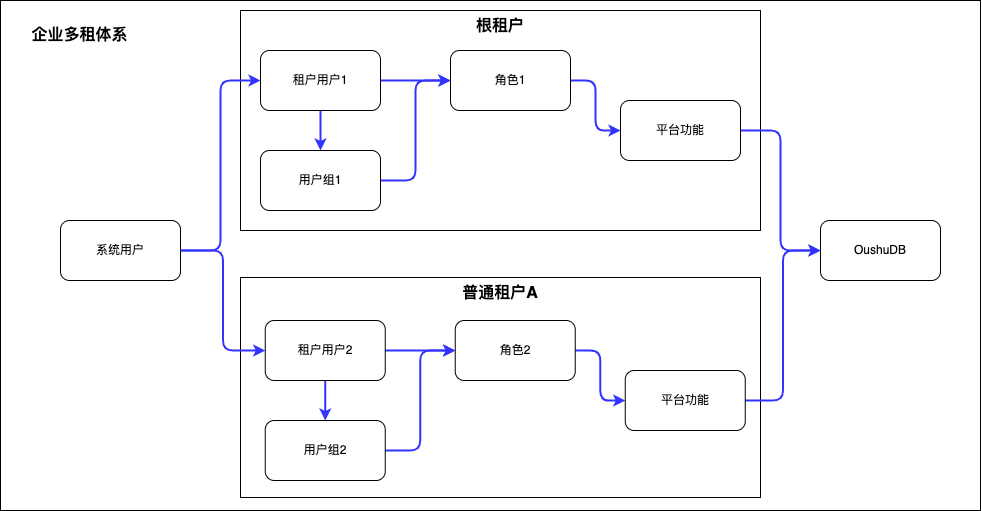 企业多租体系
根租户
租户用户1
角色1
平台功能
用户组1
系统用户
OushuDB
普通租户A
租户用户2
角色2
平台功能
用户组2